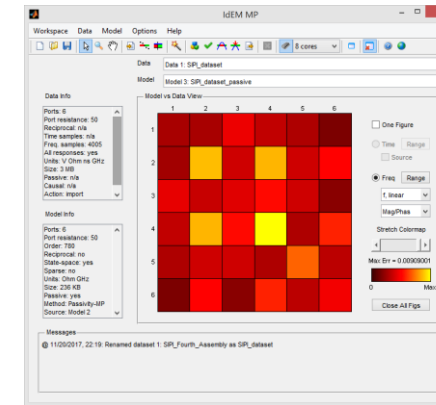 IdEM MP
Workspace Data Model Options Help
8 cores
Data Data 1: SIPI_dataset
Model Model 3: SIPI_dataset_passive
Data Info
Ports: 6
Port resistance: 50
Reciprocal: n/a
Time samples: n/a
Freq. samples: 4005
All responses: yes
Units: V Ohm ns GHz
Size: 3 MB
Passive: n/a
Causal: n/a
Action: import
Model Info
Ports: 6
Port resistance: 50
Order: 780
Reciprocal: no
State-space: yes
Sparse: no
Units: Ohm GHz
Size: 236 KB
Passive: yes
Method: Passivity-MP
Source: Model 2
Model vs Data View
1 2 3 4 5 6
1
2
3
4
5
6
One Figure
Time Range
Source
Freq Range
f, linear
Mag/Phas
Stretch Colormap
Max Err = 0.00909001
0 Max
Close All Figs
Messages
@ 11/20/2017, 22:19: Renamed dataset 1: SIPI_Fourth_Assembly as SIPI_dataset